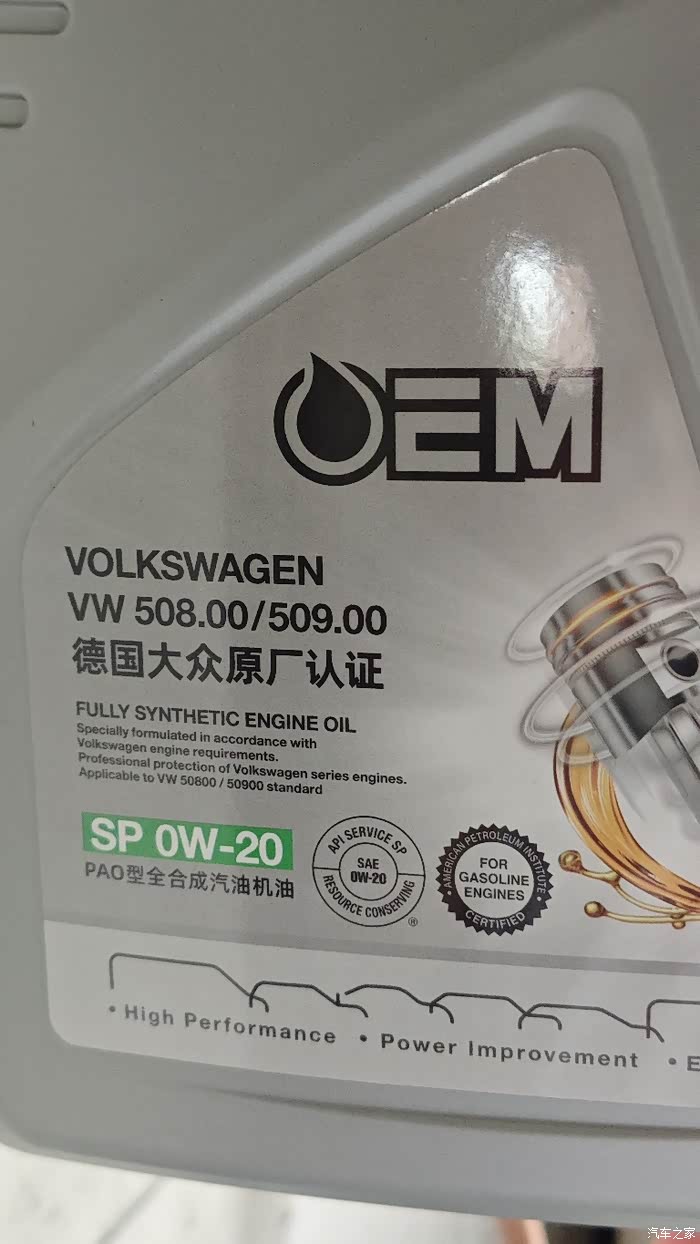 OEM
VOLKSWAGEN
VW 508.00/509.00
德国大众原厂认证
FULLY SYNTHETIC ENGINE OIL
Specially formulated in accordance with
Volkswagen engine requirements.
Professional protection of Volkswagen series engines.
Applicable to VW 50800 / 50900 standard
SP 0W-20
PAO型全合成汽油机油
API SERVICE SP
SAE
0W-20
RESOURCE CONSERVING
®
AMERICAN PETROLEUM INSTITUTE
FOR
GASOLINE
ENGINES
CERTIFIED
• High Performance • Power Improvement • E
汽车之家